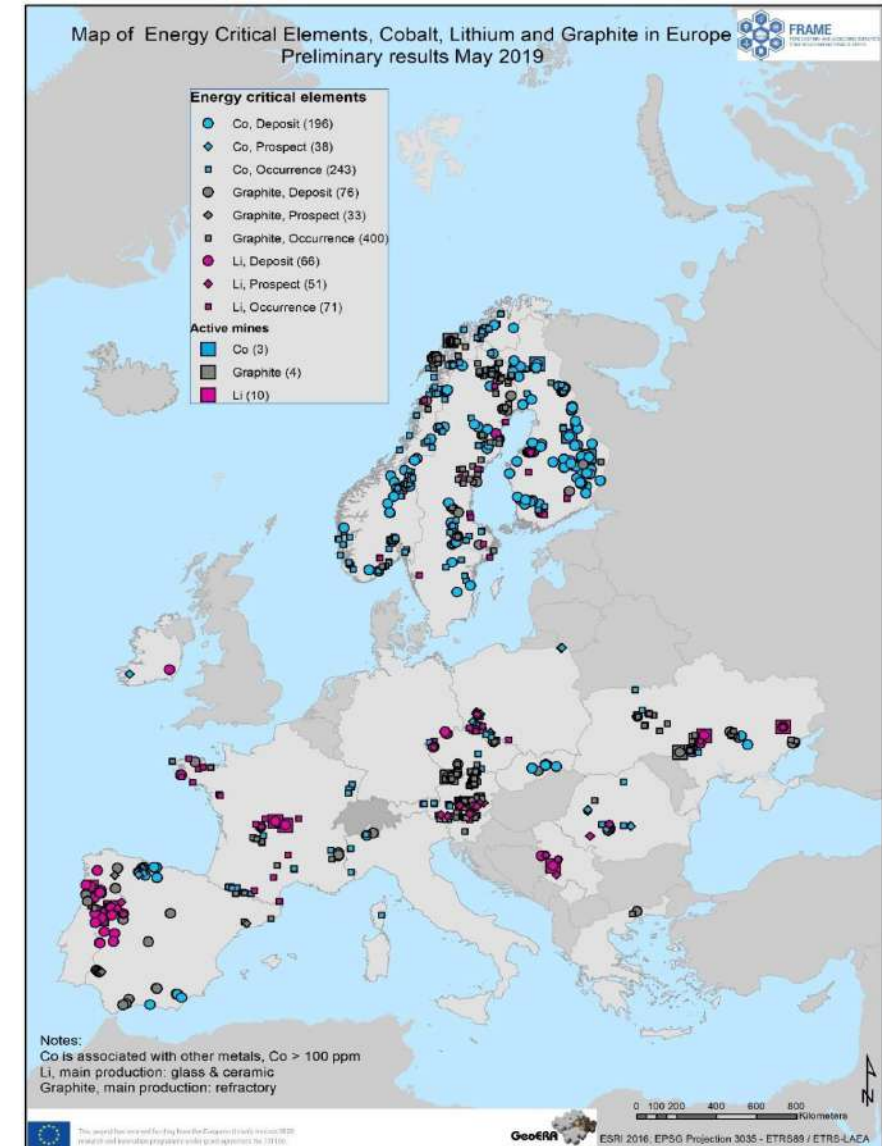 Map of Energy Critical Elements, Cobalt, Lithium and Graphite in Europe
Preliminary results May 2019
FRAME
Energy critical elements
Co, Deposit (196)
Co, Prospect (38)
Co, Occurrence (243)
Graphite, Deposit (76)
Graphite, Prospect (33)
Graphite, Occurrence (400)
Li, Deposit (66)
Li, Prospect (51)
Li, Occurrence (71)
Active mines
Co (3)
Graphite (4)
Li (10)
Notes:
Co is associated with other metals, Co > 100 ppm
Li, main production: glass & ceramic
Graphite, main production: refractory
N
0 100 200 400 600 800
Kilometers
GeoERA
ESRI 2016, EPSG Projection 3035 - ETRS89 / ETRS-LAEA